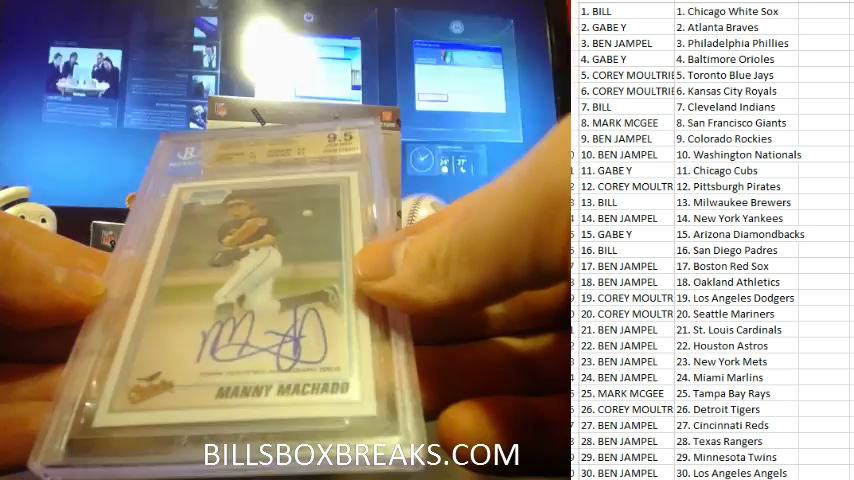 9.5
MANNY MACHADO
BILLSBOXBREAKS.COM
1. BILL 1. Chicago White Sox
2. GABE Y 2. Atlanta Braves
3. BEN JAMPEL 3. Philadelphia Phillies
4. GABE Y 4. Baltimore Orioles
5. COREY MOULTRIE 5. Toronto Blue Jays
6. COREY MOULTRIE 6. Kansas City Royals
7. BILL 7. Cleveland Indians
8. MARK MCGEE 8. San Francisco Giants
9. BEN JAMPEL 9. Colorado Rockies
10. BEN JAMPEL 10. Washington Nationals
11. GABE Y 11. Chicago Cubs
12. COREY MOULTR 12. Pittsburgh Pirates
13. BILL 13. Milwaukee Brewers
14. BEN JAMPEL 14. New York Yankees
15. GABE Y 15. Arizona Diamondbacks
16. BILL 16. San Diego Padres
17. BEN JAMPEL 17. Boston Red Sox
18. BEN JAMPEL 18. Oakland Athletics
19. COREY MOULTR 19. Los Angeles Dodgers
20. COREY MOULTR 20. Seattle Mariners
21. BEN JAMPEL 21. St. Louis Cardinals
22. BEN JAMPEL 22. Houston Astros
23. BEN JAMPEL 23. New York Mets
24. BEN JAMPEL 24. Miami Marlins
25. MARK MCGEE 25. Tampa Bay Rays
26. COREY MOULTR 26. Detroit Tigers
27. BEN JAMPEL 27. Cincinnati Reds
28. BEN JAMPEL 28. Texas Rangers
29. BEN JAMPEL 29. Minnesota Twins
30. BEN JAMPEL 30. Los Angeles Angels